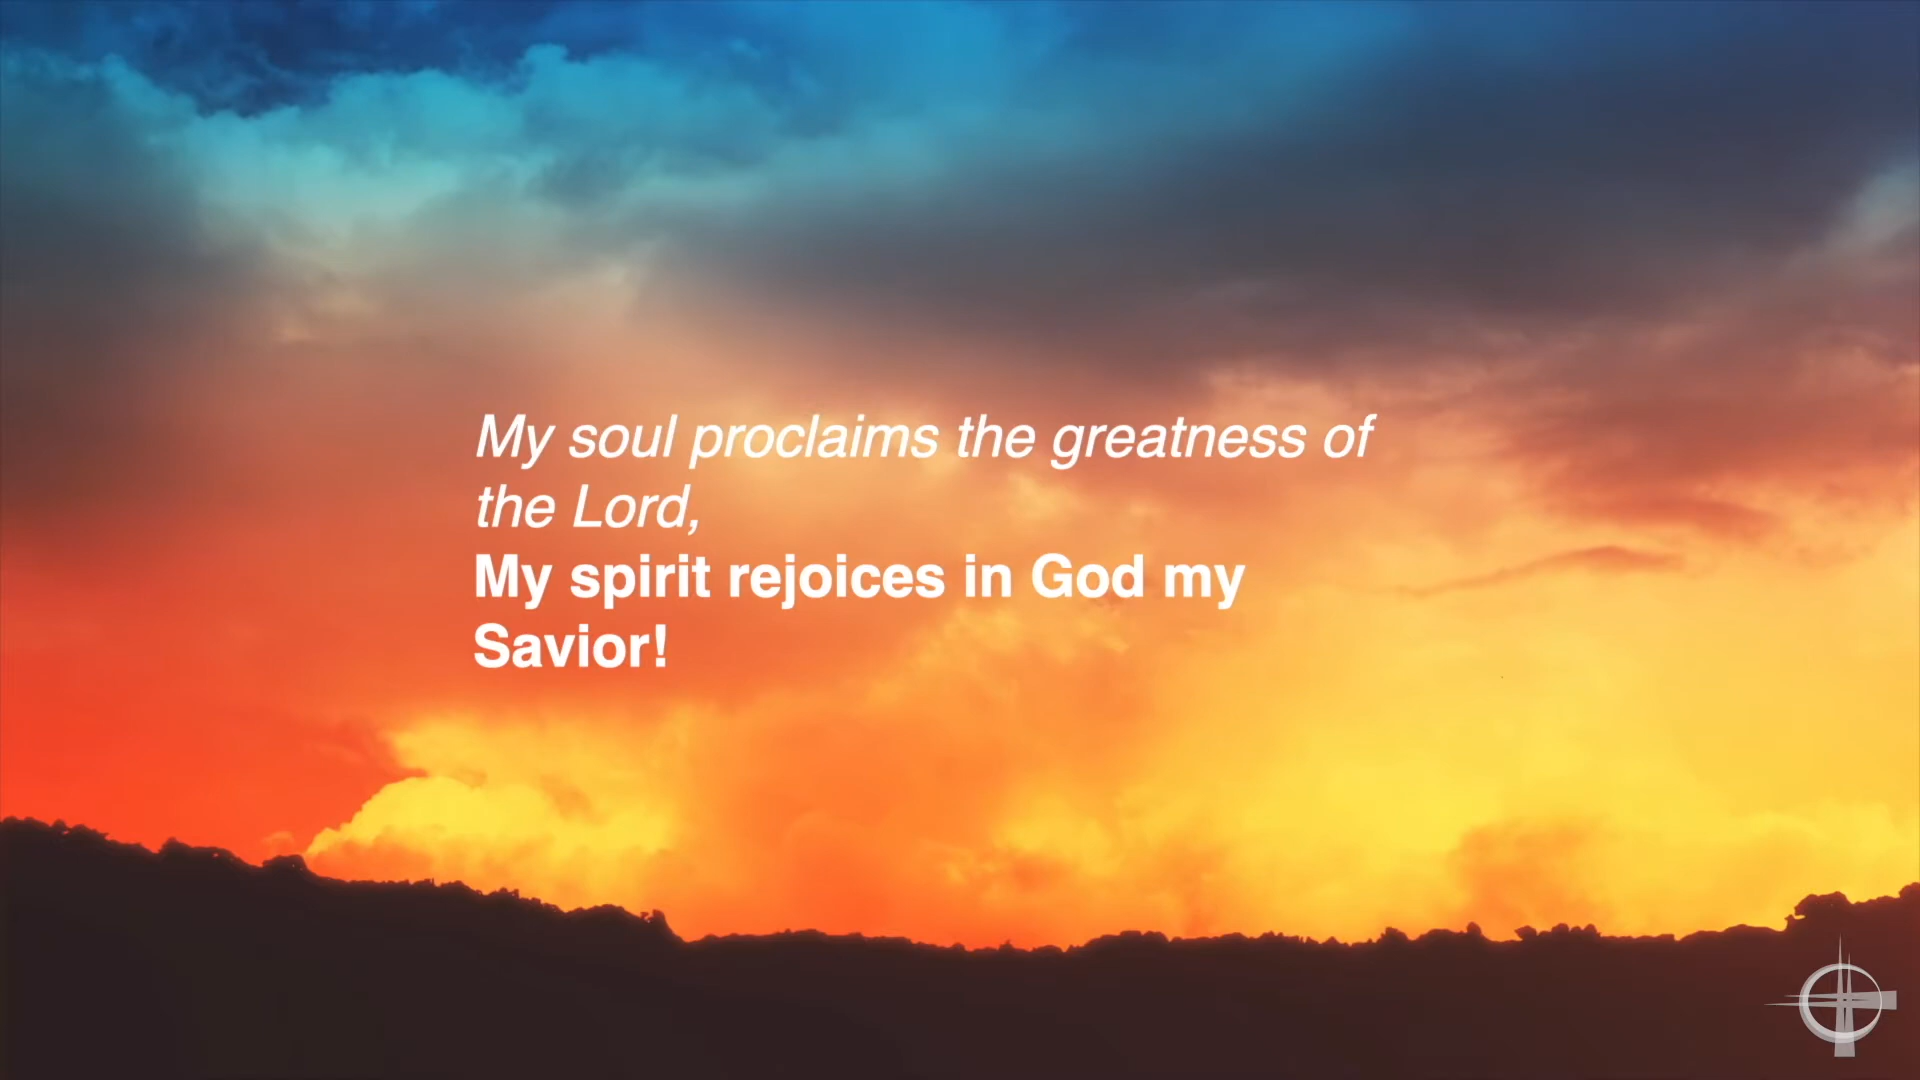 My soul proclaims the greatness of
the Lord,
My spirit rejoices in God my
Savior!